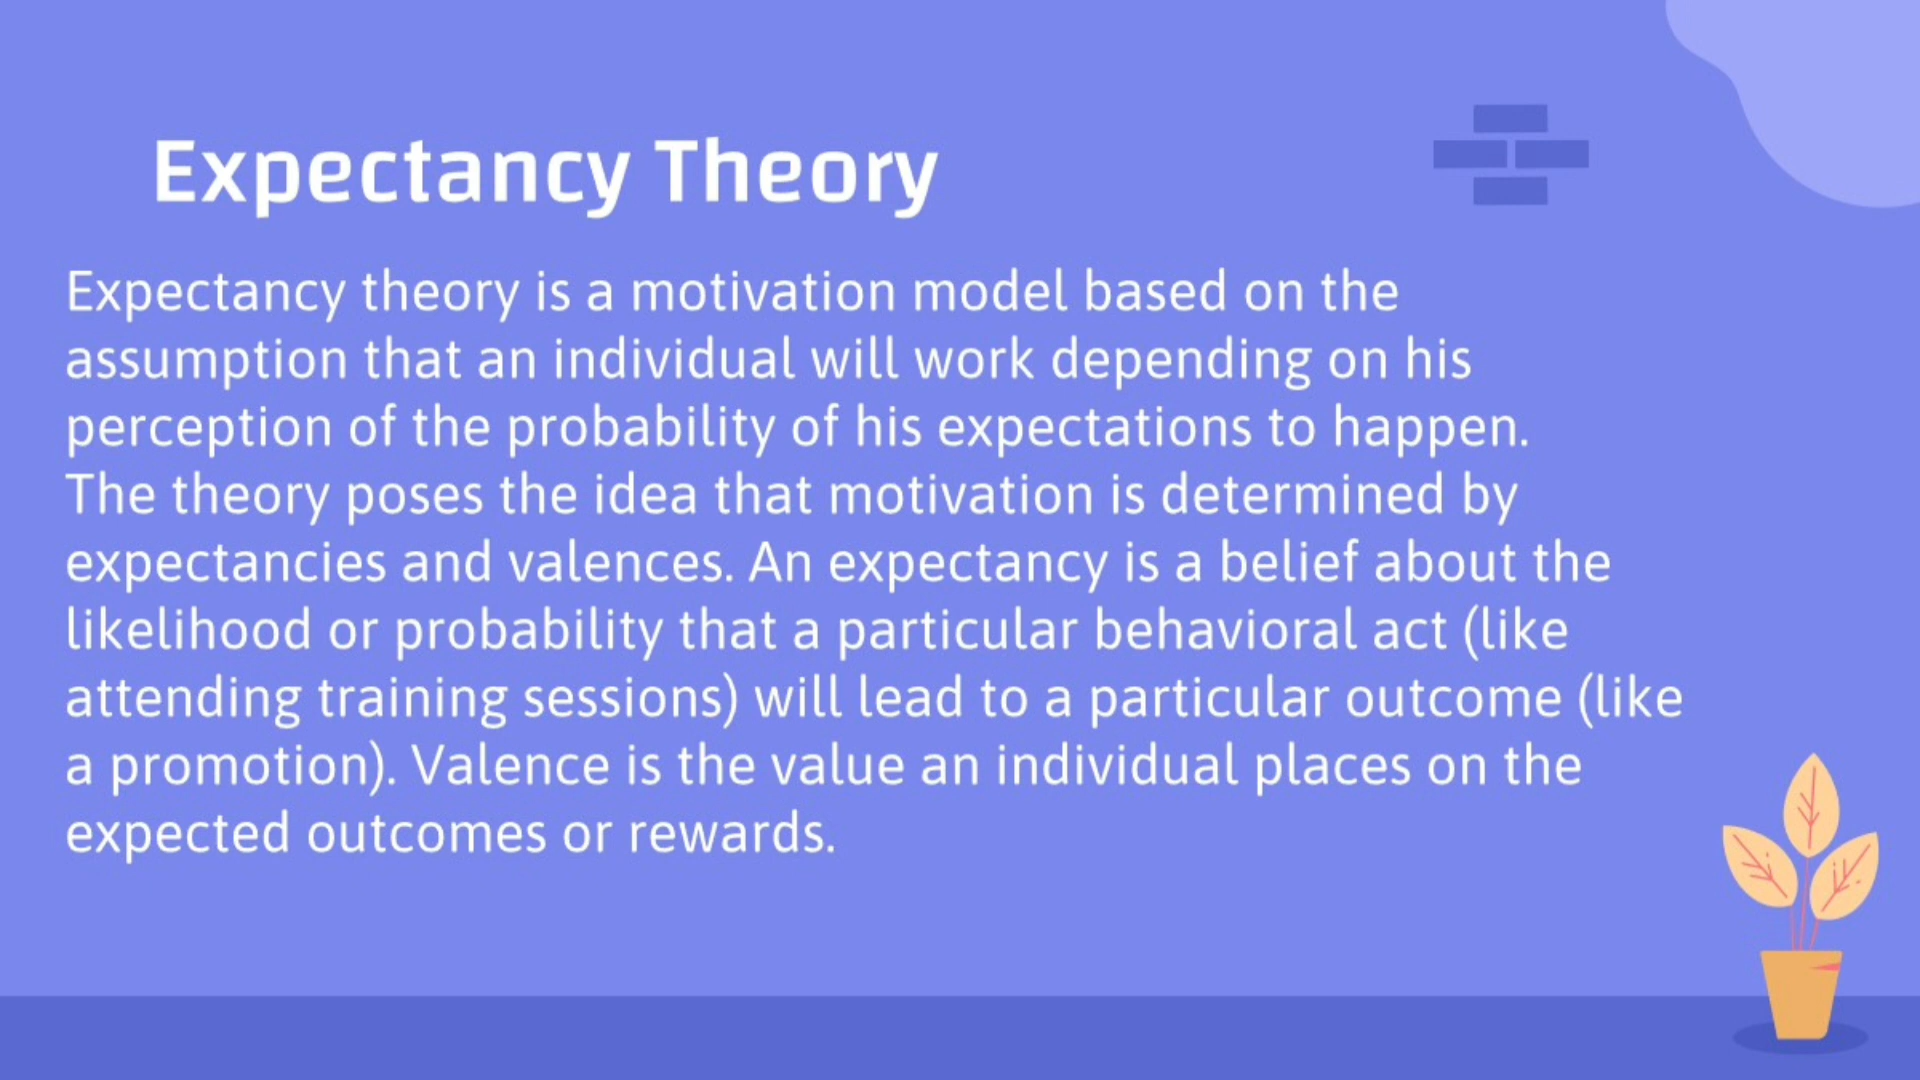 Expectancy Theory
Expectancy theory is a motivation model based on the
assumption that an individual will work depending on his
perception of the probability of his expectations to happen.
The theory poses the idea that motivation is determined by
expectancies and valences. An expectancy is a belief about the
likelihood or probability that a particular behavioral act (like
attending training sessions) will lead to a particular outcome (like
a promotion). Valence is the value an individual places on the
expected outcomes or rewards.